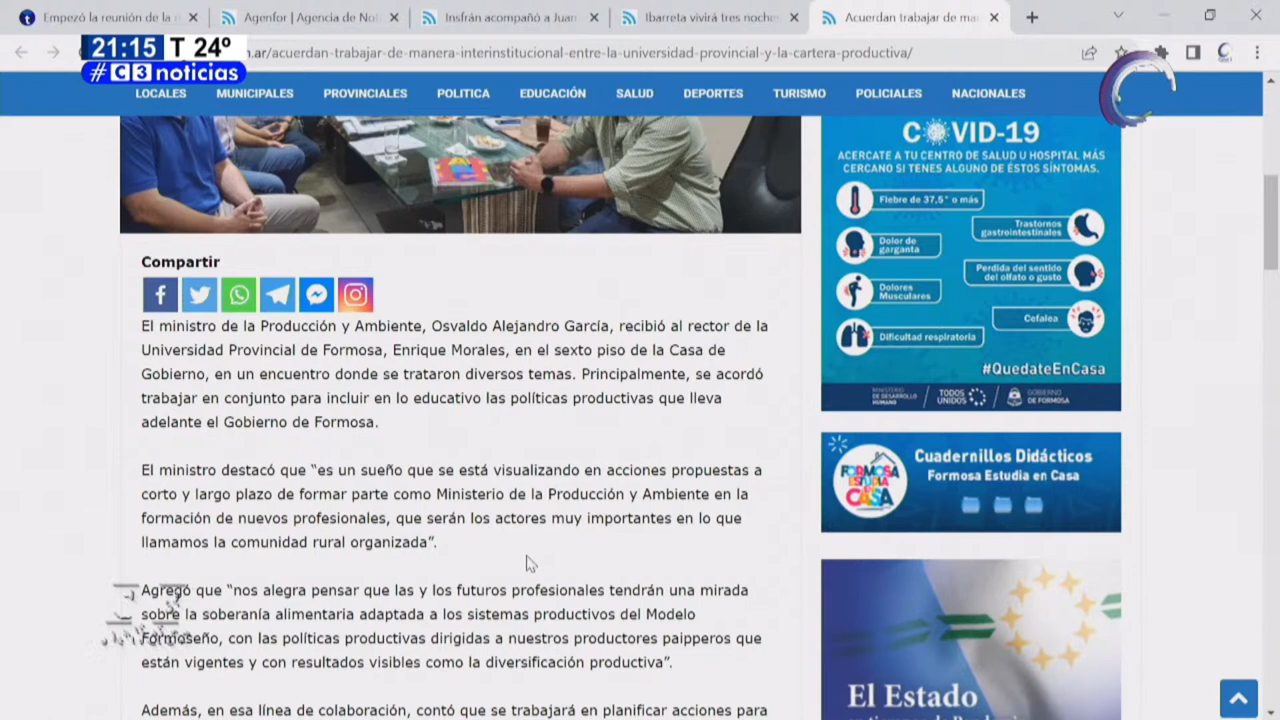 Empezó la reunión de la
Agenfor | Agencia de Not
Insfrán acompañó a Juan
Ibarreta vivirá tres noche
Acuerdan trabajar de ma
21:15 T 24º
#C3noticias
.ar/acuerdan-trabajar-de-manera-interinstitucional-entre-la-universidad-provincial-y-la-cartera-productiva/
LOCALES MUNICIPALES PROVINCIALES POLITICA EDUCACIÓN SALUD DEPORTES TURISMO POLICIALES NACIONALES
Compartir
El ministro de la Producción y Ambiente, Osvaldo Alejandro García, recibió al rector de la
Universidad Provincial de Formosa, Enrique Morales, en el sexto piso de la Casa de
Gobierno, en un encuentro donde se trataron diversos temas. Principalmente, se acordó
trabajar en conjunto e imitar en lo educativo las políticas productivas que lleva
adelante el Gobierno de Formosa.
El ministro destacó que “es un sueño que se está visualizando en acciones propuestas a
corto y largo plazo de formar parte como Ministerio de la Producción y Ambiente en la
formación de nuevos profesionales, que serán los actores muy importantes en lo que
llamamos la comunidad rural organizada”.
Agregó que “nos alegra pensar que las y los futuros profesionales tendrán una mirada
sobre la soberanía alimentaria adaptada a los sistemas productivos del Modelo
Formoseño, con las políticas productivas dirigidas a nuestros productores paipperos que
están vigentes y con resultados visibles como la diversificación productiva”.
Además, en esa línea de colaboración, contó que se trabajará en planificar acciones para
COVID-19
ACERCATE A TU CENTRO DE SALUD U HOSPITAL MÁS
CERCANO SI TENES ALGUNO DE ÉSTOS SÍNTOMAS.
Fiebre de 37,5° o más
Trastornos
gastrointestinales
Dolor de
garganta
Perdida del sentido
del olfato o gusto
Dolores
Musculares
Cefalea
Dificultad respiratoria
#QuedateEnCasa
MINISTERIO
DE DESARROLLO
HUMANO
TODOS
UNIDOS
GOBIERNO
DE FORMOSA
FORMOSA
ESTUDIA
EN
CASA
Cuadernillos Didácticos
Formosa Estudia en Casa
El Estado